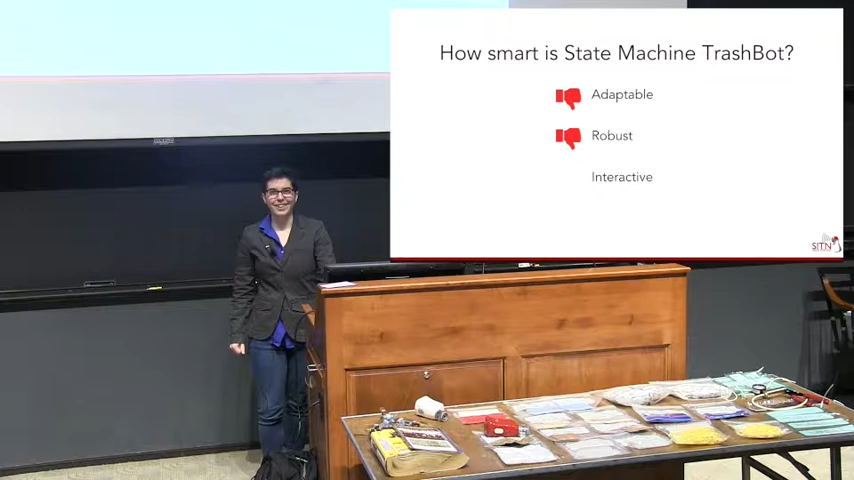 How smart is State Machine TrashBot?
Adaptable
Robust
Interactive
SITN